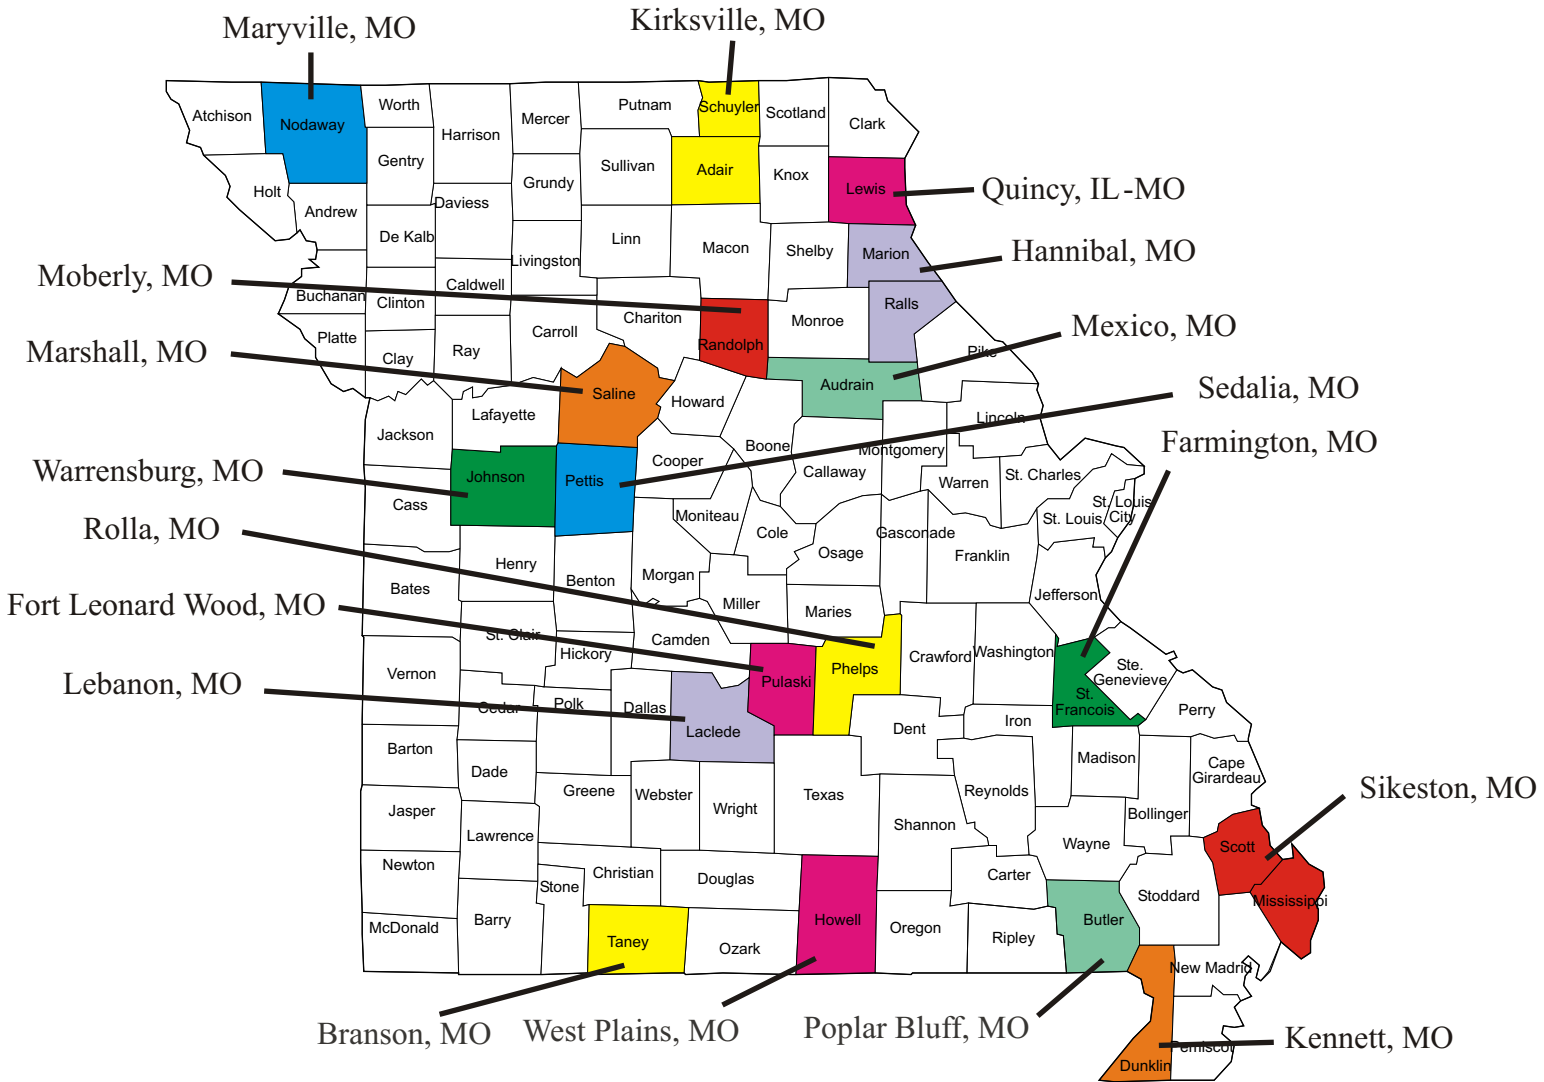 Maryville, MO
Kirksville, MO
Atchison
Nodaway
Worth
Harrison
Mercer
Putnam
Schuyler
Scotland
Clark
Gentry
Sullivan
Adair
Knox
Lewis
Quincy, IL-MO
Holt
Andrew
Daviess
Grundy
De Kalb
Linn
Macon
Shelby
Marion
Hannibal, MO
Livingston
Moberly, MO
Buchanan
Clinton
Caldwell
Chariton
Monroe
Ralls
Mexico, MO
Marshall, MO
Platte
Clay
Ray
Carroll
Randolph
Pike
Audrain
Sedalia, MO
Saline
Howard
Lafayette
Lincoln
Farmington, MO
Jackson
Boone
Montgomery
Callaway
Warrensburg, MO
Johnson
Pettis
Cooper
Warren
St. Charles
Cass
Moniteau
St. Louis
St. Louis
City
Rolla, MO
Cole
Gasconade
Osage
Franklin
Henry
Benton
Morgan
Bates
Jefferson
Fort Leonard Wood, MO
Miller
Maries
St. Clair
Camden
Hickory
Crawford
Washington
Vernon
Phelps
Pulaski
Ste.
Genevieve
Lebanon, MO
St.
Francois
Cedar
Polk
Dallas
Laclede
Dent
Iron
Perry
Barton
Dade
Madison
Cape
Girardeau
Greene
Webster
Wright
Texas
Reynolds
Sikeston, MO
Jasper
Lawrence
Shannon
Bollinger
Wayne
Scott
Newton
Stone
Christian
Douglas
Carter
Stoddard
Mississippi
McDonald
Barry
Taney
Ozark
Howell
Oregon
Ripley
Butler
New Madrid
Branson, MO
West Plains, MO
Poplar Bluff, MO
Kennett, MO
Pemiscot
Dunklin